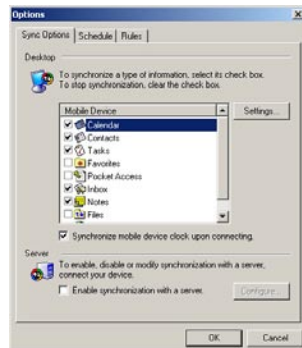 Options
Sync Options Schedule Rules
Desktop
To synchronize a type of information, select its check box.
To stop synchronization, clear the check box.
Mobile Device
Settings...
Calendar
Contacts
Tasks
Favorites
Pocket Access
Inbox
Notes
Files
Synchronize mobile device clock upon connecting.
Server
To enable, disable or modify synchronization with a server,
connect your device.
Enable synchronization with a server.
Configure...
OK Cancel